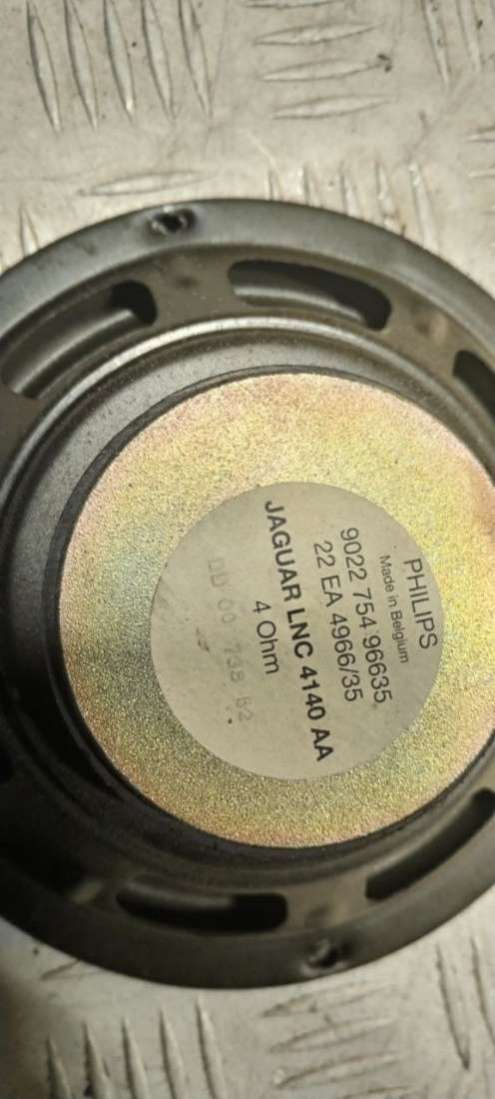 PHILIPS
Made in Belgium
9022 754 96635
22 EA 4966/35
JAGUAR LNC 4140 AA
4 Ohm